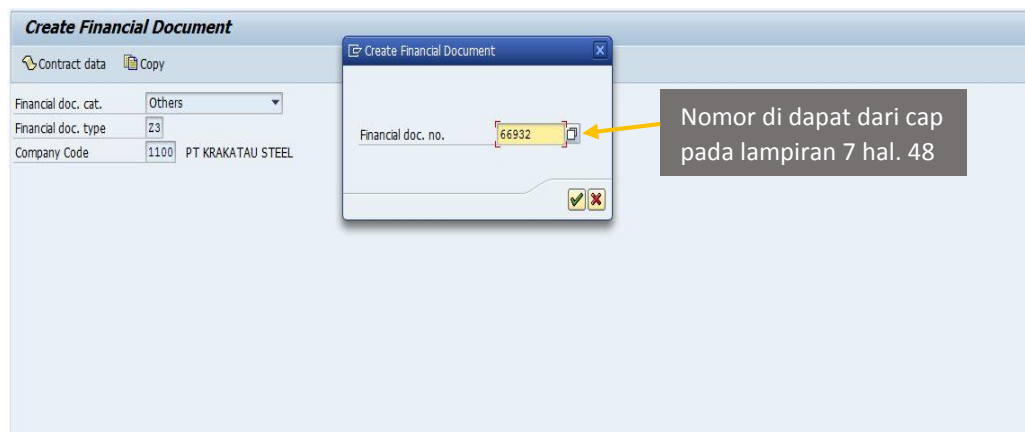 Create Financial Document
Contract data Copy
Financial doc. cat. Others
Financial doc. type Z3
Company Code 1100 PT KRAKATAU STEEL
Create Financial Document
Financial doc. no. 66932
Nomor di dapat dari cap
pada lampiran 7 hal. 48